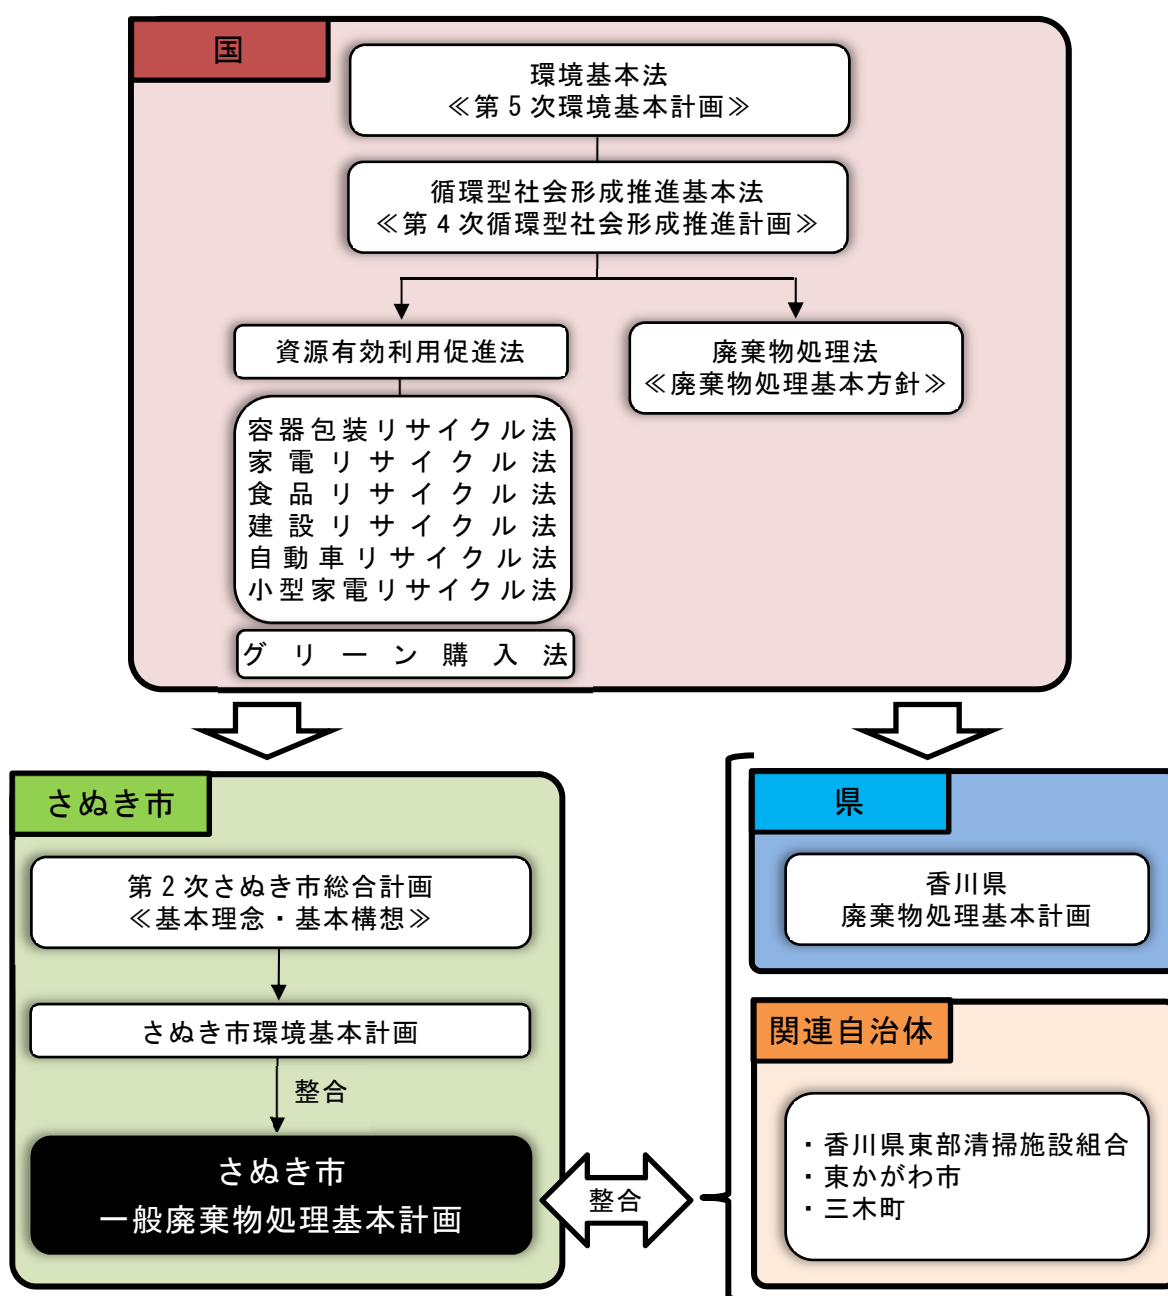 国
環境基本法
≪第5次環境基本計画≫
循環型社会形成推進基本法
≪第4次循環型社会形成推進計画≫
資源有効利用促進法
廃棄物処理法
≪廃棄物処理基本方針≫
容器包装リサイクル法
家電リサイクル法
食品リサイクル法
建設リサイクル法
自動車リサイクル法
小型家電リサイクル法
グリーン購入法
さぬき市
第2次さぬき市総合計画
≪基本理念・基本構想≫
さぬき市環境基本計画
整合
さぬき市
一般廃棄物処理基本計画
整合
県
香川県
廃棄物処理基本計画
関連自治体
・香川県東部清掃施設組合
・東かがわ市
・三木町